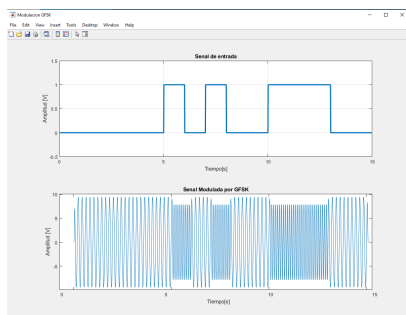 Modulacion GFSK
File Edit View Insert Tools Desktop Window Help
Senal de entrada
1.5
1
0.5
0
-0.5
Amplitud [V]
0 5 10 15
Tiempo[s]
Senal Modulada por GFSK
10
5
0
-5
Amplitud [V]
0 5 10 15
Tiempo[s]